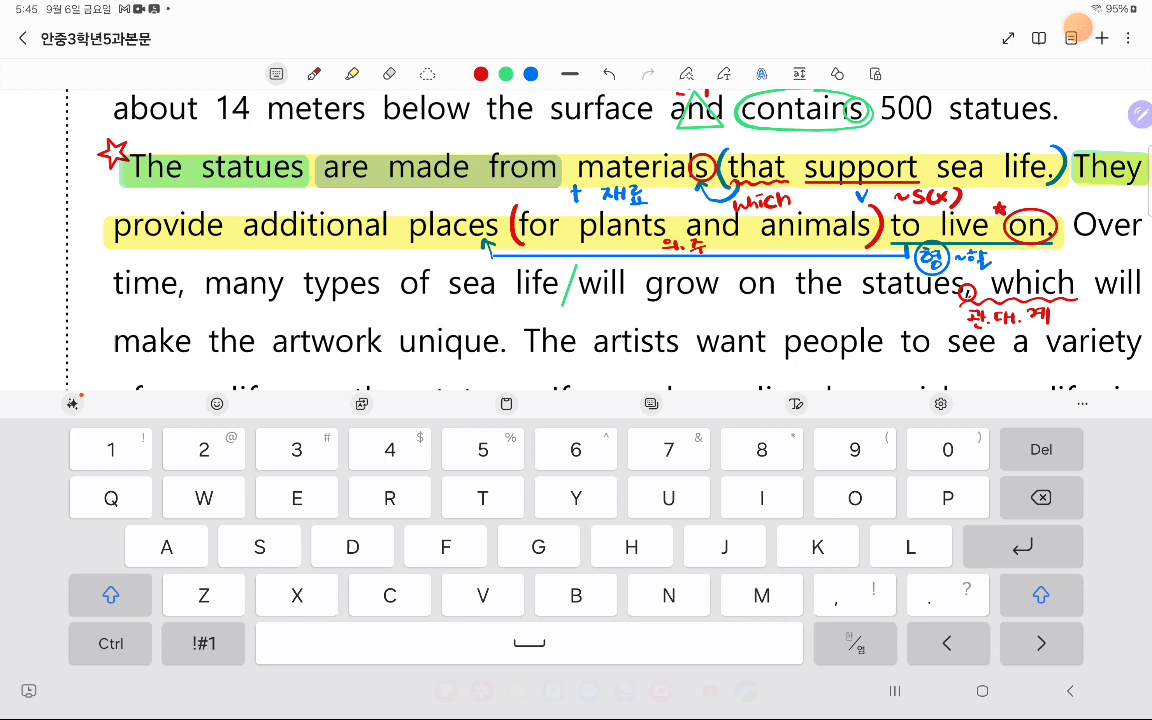 5:45 9월 6일 금요일 95%
안중3학년5과본문
about 14 meters below the surface and contains 500 statues.
The statues are made from materials (that support sea life.) They
재료 which v ~s(x)
provide additional places (for plants and animals) to live on. Over
의.주 형 ~할
time, many types of sea life / will grow on the statues, which will
관.대.계
make the artwork unique. The artists want people to see a variety
1 ! 2 @ 3 # 4 $ 5 % 6 ^ 7 & 8 * 9 ( 0 ) Del
Q W E R T Y U I O P
A S D F G H J K L
Z X C V B N M , ! . ?
Ctrl !#1 한/영 < >